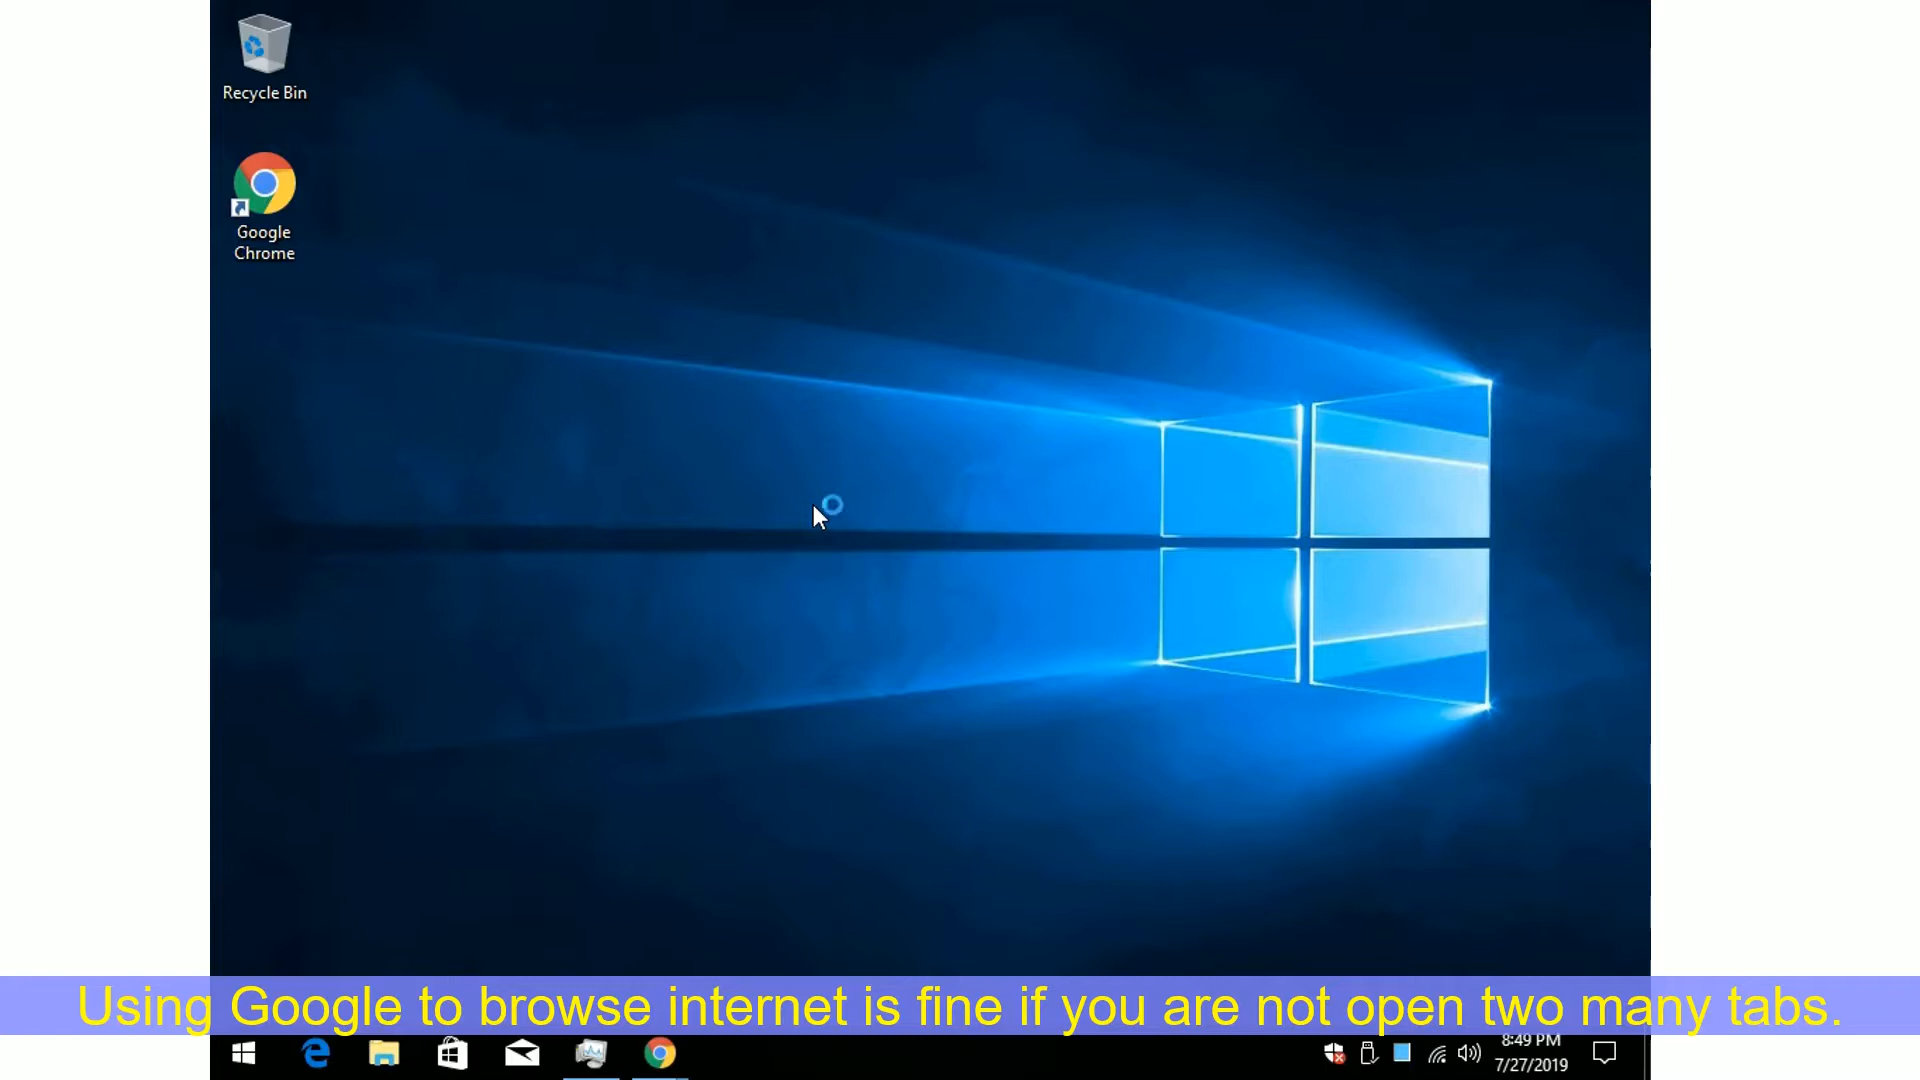 Recycle Bin
Google
Chrome
Using Google to browse internet is fine if you are not open two many tabs.
8:49 PM
7/27/2019